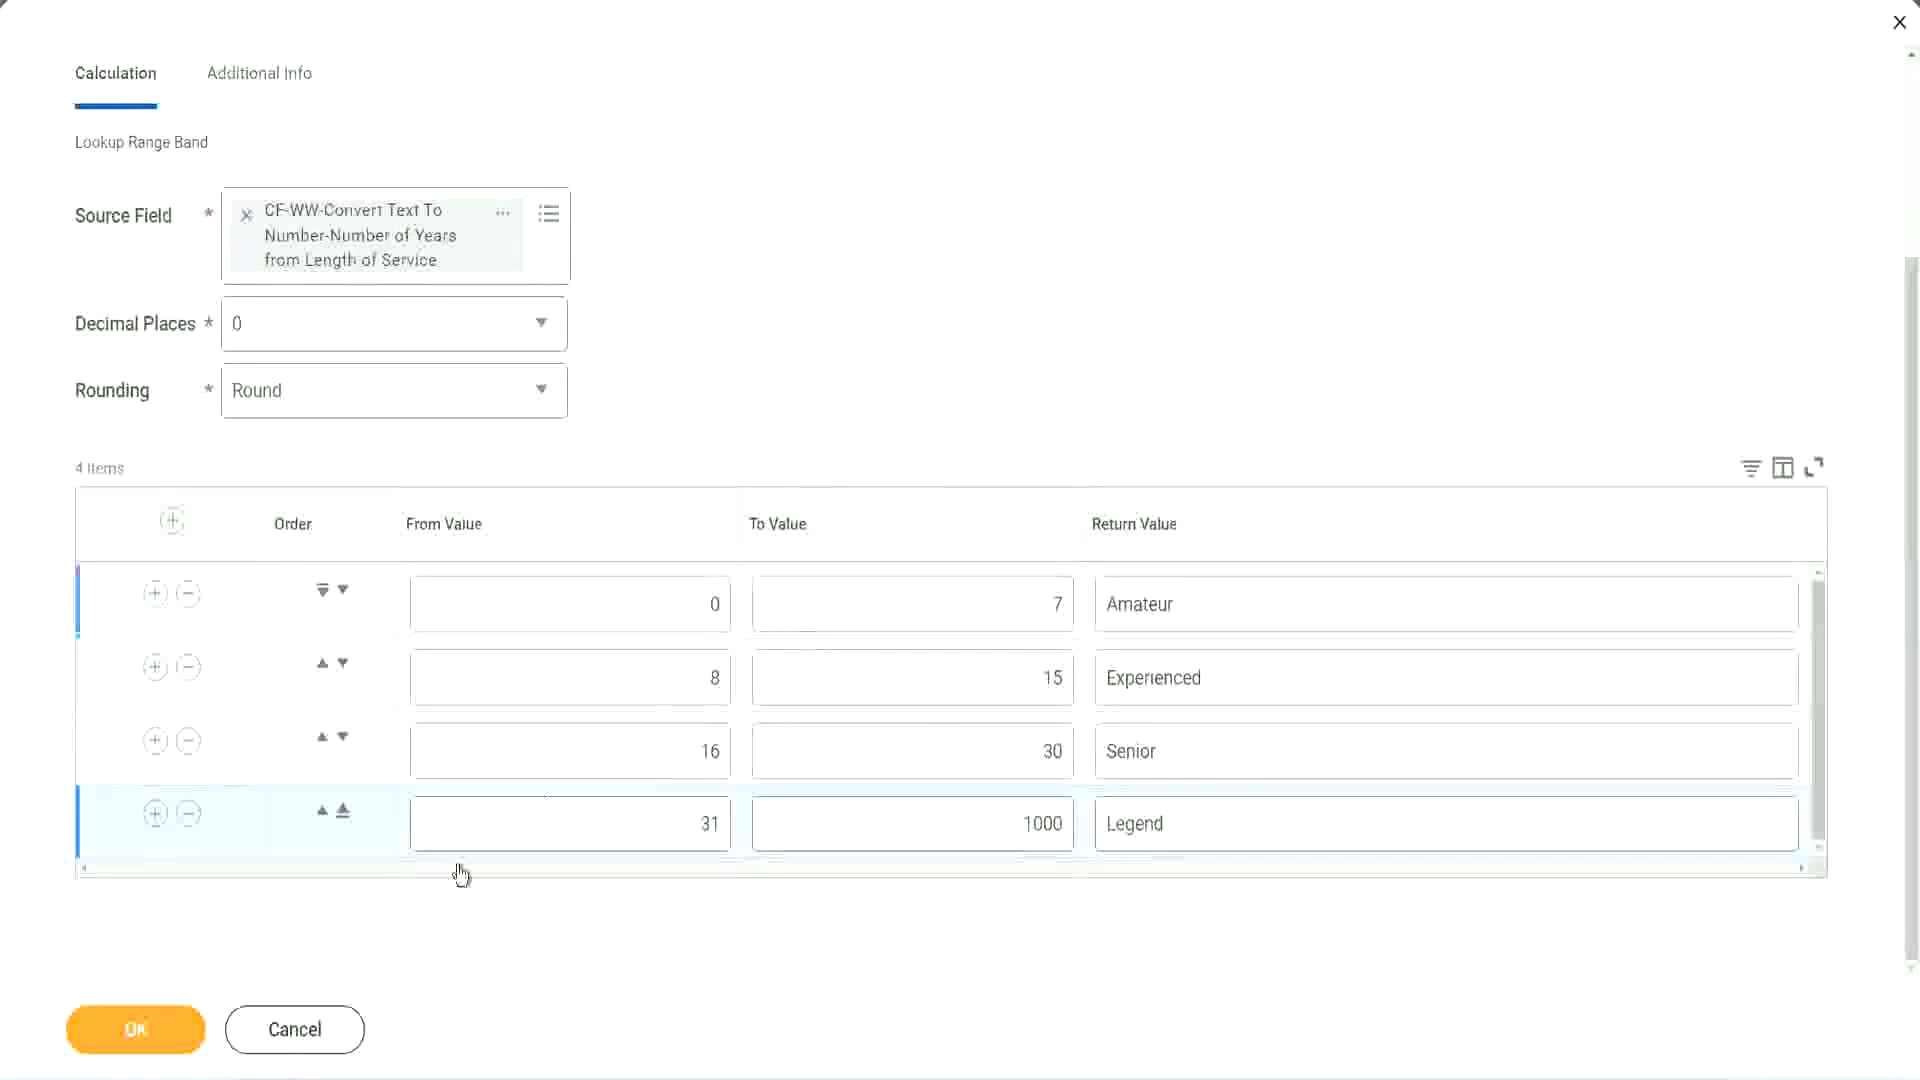 Calculation
Additional Info
Lookup Range Band
Source Field *
CF-WW-Convert Text To
Number-Number of Years
from Length of Service
Decimal Places * 0
Rounding * Round
4 items
Order From Value To Value Return Value
0 7 Amateur
8 15 Experienced
16 30 Senior
31 1000 Legend
OK Cancel